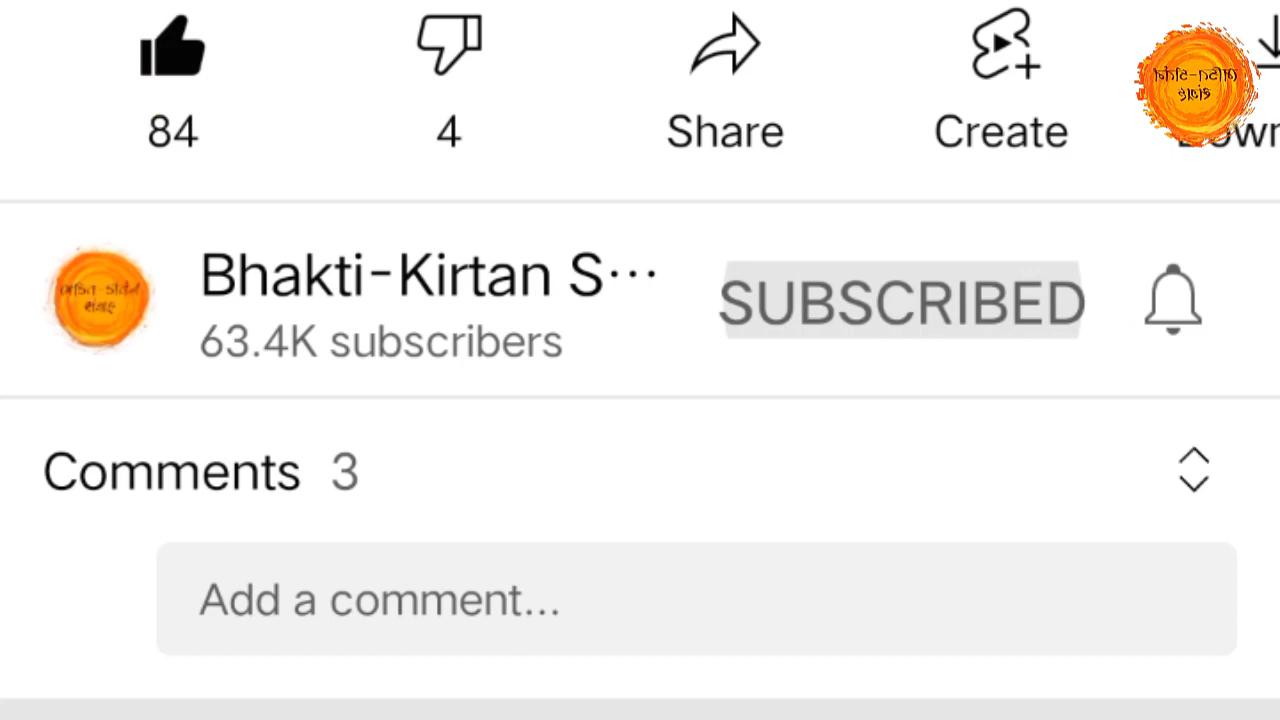 84
4
Share
Create
Bhakti-Kirtan S...
63.4K subscribers
SUBSCRIBED
Comments 3
Add a comment...